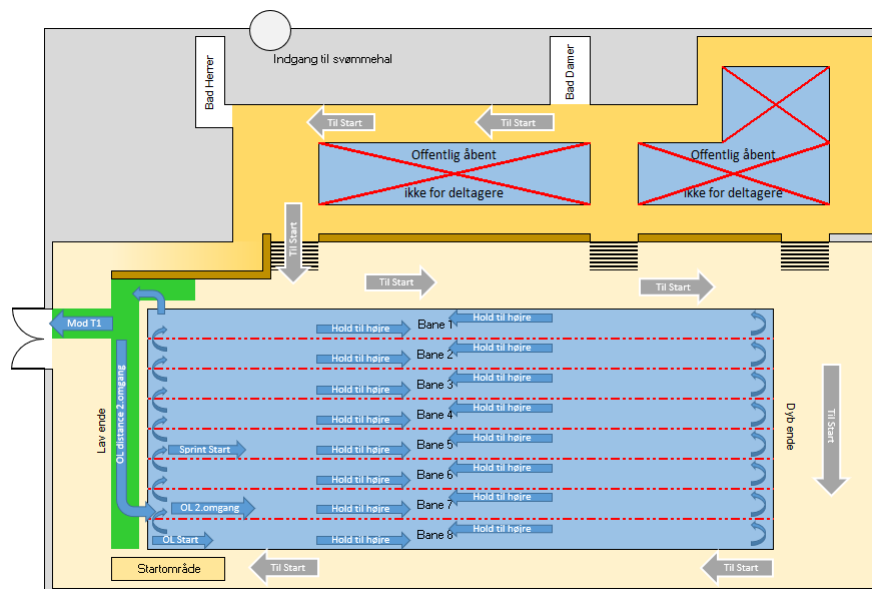 Indgang til svømmehal
Bad Herrer
Bad Damer
Til Start
Til Start
Offentlig åbent
ikke for deltagere
Offentlig åbent
ikke for deltagere
Til Start
Til Start
Til Start
Mod T1
Hold til højre
Bane 1
Hold til højre
Hold til højre
Bane 2
Hold til højre
Hold til højre
Bane 3
Hold til højre
Hold til højre
Bane 4
Hold til højre
Hold til højre
Bane 5
Sprint Start
Hold til højre
Bane 6
Hold til højre
Hold til højre
OL 2.omgang
Bane 7
Hold til højre
Hold til højre
Bane 8
OL Start
Hold til højre
Lav ende
OL distance 2.omgang
Dyb ende
Til Start
Startområde
Til Start
Til Start